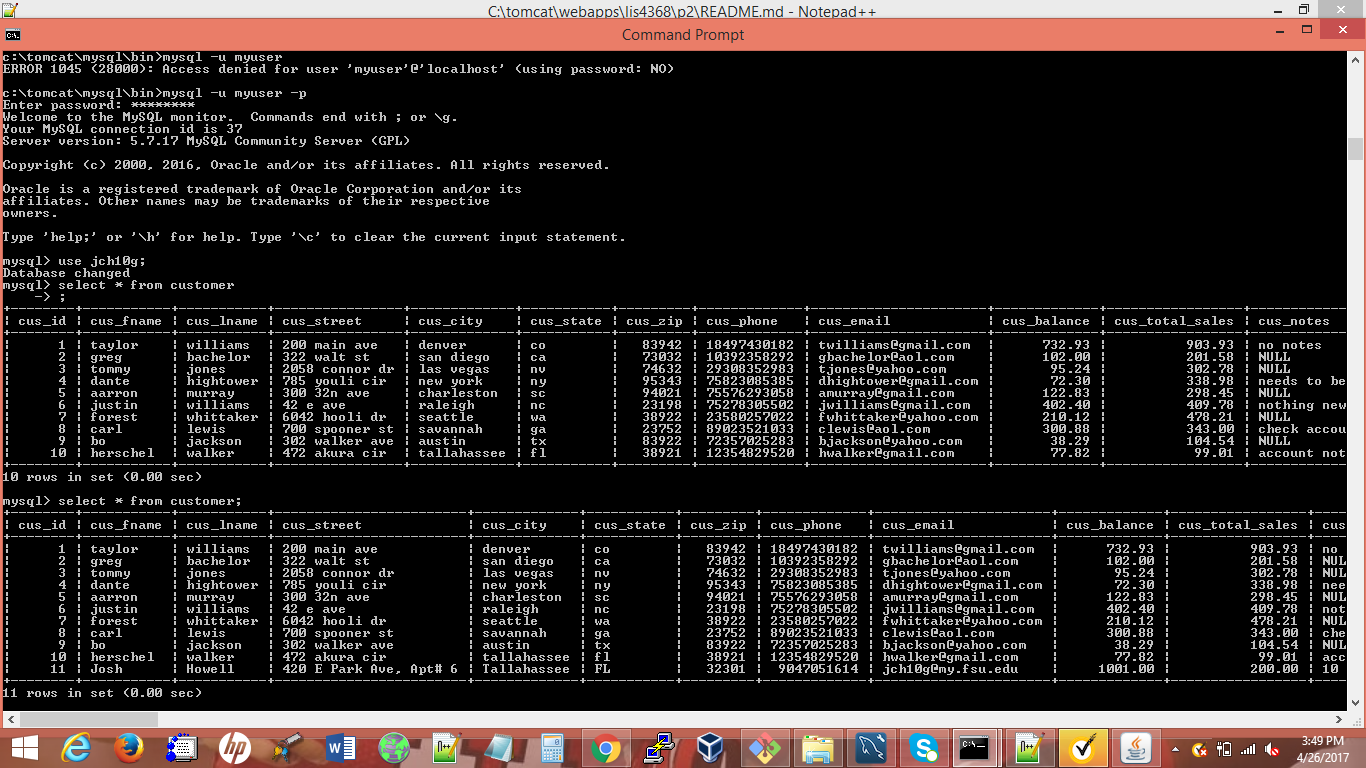 C:\tomcat\webapps\lis4368\p2\README.md - Notepad++
Command Prompt
c:\tomcat\mysql\bin>mysql -u myuser
ERROR 1045 (28000): Access denied for user 'myuser'@'localhost' (using password: NO)
c:\tomcat\mysql\bin>mysql -u myuser -p
Enter password: ********
Welcome to the MySQL monitor.  Commands end with ; or \g.
Your MySQL connection id is 37
Server version: 5.7.17 MySQL Community Server (GPL)
Copyright (c) 2000, 2016, Oracle and/or its affiliates. All rights reserved.
Oracle is a registered trademark of Oracle Corporation and/or its
affiliates. Other names may be trademarks of their respective
owners.
Type 'help;' or '\h' for help. Type '\c' to clear the current input statement.
mysql> use jch10g;
Database changed
mysql> select * from customer
    -> ;
| cus_id | cus_fname | cus_lname | cus_street | cus_city | cus_state | cus_zip | cus_phone | cus_email | cus_balance | cus_total_sales | cus_notes
| 1 | taylor | williams | 200 main ave | denver | co | 83942 | 18497430182 | twilliams@gmail.com | 732.93 | 903.93 | no notes
| 2 | greg | bachelor | 322 walt st | san diego | ca | 73032 | 10392358292 | gbachelor@aol.com | 102.00 | 201.58 | NULL
| 3 | tommy | jones | 2058 connor dr | las vegas | nv | 74632 | 29308352983 | tjones@yahoo.com | 95.24 | 302.78 | NULL
| 4 | dante | hightower | 785 youli cir | new york | ny | 95343 | 75823085385 | dhightower@gmail.com | 72.30 | 338.98 | needs to be
| 5 | aarron | murray | 300 32n ave | charleston | sc | 94021 | 75576293058 | amurray@gmail.com | 122.83 | 298.45 | NULL
| 6 | justin | williams | 42 e ave | raleigh | nc | 23198 | 75278305502 | jwilliams@gmail.com | 402.40 | 409.78 | nothing new
| 7 | forest | whittaker | 6042 hooli dr | seattle | wa | 38922 | 23580257022 | fwhittaker@yahoo.com | 210.12 | 478.21 | NULL
| 8 | carl | lewis | 700 spooner st | savannah | ga | 23752 | 89023521033 | clewis@aol.com | 300.88 | 343.00 | check accou
| 9 | bo | jackson | 302 walker ave | austin | tx | 83922 | 72357025283 | bjackson@yahoo.com | 38.29 | 104.54 | NULL
| 10 | herschel | walker | 472 akura cir | tallahassee | fl | 38921 | 12354829520 | hwalker@gmail.com | 77.82 | 99.01 | account not
10 rows in set (0.00 sec)
mysql> select * from customer;
| cus_id | cus_fname | cus_lname | cus_street | cus_city | cus_state | cus_zip | cus_phone | cus_email | cus_balance | cus_total_sales | cus
| 1 | taylor | williams | 200 main ave | denver | co | 83942 | 18497430182 | twilliams@gmail.com | 732.93 | 903.93 | no
| 2 | greg | bachelor | 322 walt st | san diego | ca | 73032 | 10392358292 | gbachelor@aol.com | 102.00 | 201.58 | NUL
| 3 | tommy | jones | 2058 connor dr | las vegas | nv | 74632 | 29308352983 | tjones@yahoo.com | 95.24 | 302.78 | NUL
| 4 | dante | hightower | 785 youli cir | new york | ny | 95343 | 75823085385 | dhightower@gmail.com | 72.30 | 338.98 | nee
| 5 | aarron | murray | 300 32n ave | charleston | sc | 94021 | 75576293058 | amurray@gmail.com | 122.83 | 298.45 | NUL
| 6 | justin | williams | 42 e ave | raleigh | nc | 23198 | 75278305502 | jwilliams@gmail.com | 402.40 | 409.78 | not
| 7 | forest | whittaker | 6042 hooli dr | seattle | wa | 38922 | 23580257022 | fwhittaker@yahoo.com | 210.12 | 478.21 | NUL
| 8 | carl | lewis | 700 spooner st | savannah | ga | 23752 | 89023521033 | clewis@aol.com | 300.88 | 343.00 | che
| 9 | bo | jackson | 302 walker ave | austin | tx | 83922 | 72357025283 | bjackson@yahoo.com | 38.29 | 104.54 | NUL
| 10 | herschel | walker | 472 akura cir | tallahassee | fl | 38921 | 12354829520 | hwalker@gmail.com | 77.82 | 99.01 | acc
| 11 | Josh | Howell | 420 E Park Ave, Apt# 6 | Tallahassee | FL | 32301 | 9047051614 | jch10g@my.fsu.edu | 1001.00 | 200.00 | 10
11 rows in set (0.00 sec)
3:49 PM
4/26/2017